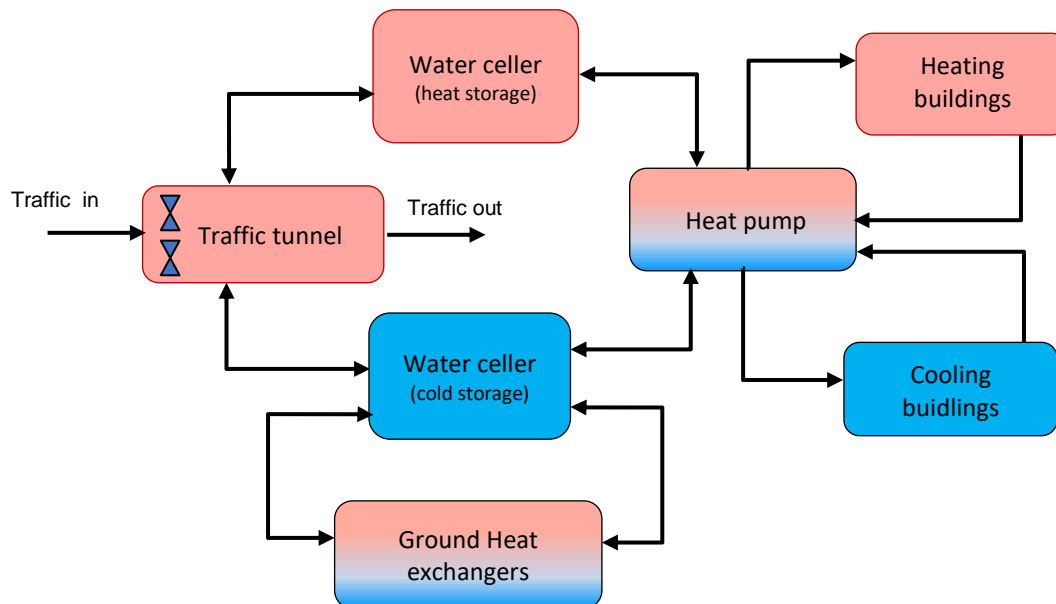 Water celler
(heat storage)
Heating
buildings
Traffic in
Traffic tunnel
Traffic out
Heat pump
Water celler
(cold storage)
Cooling
buidlings
Ground Heat
exchangers